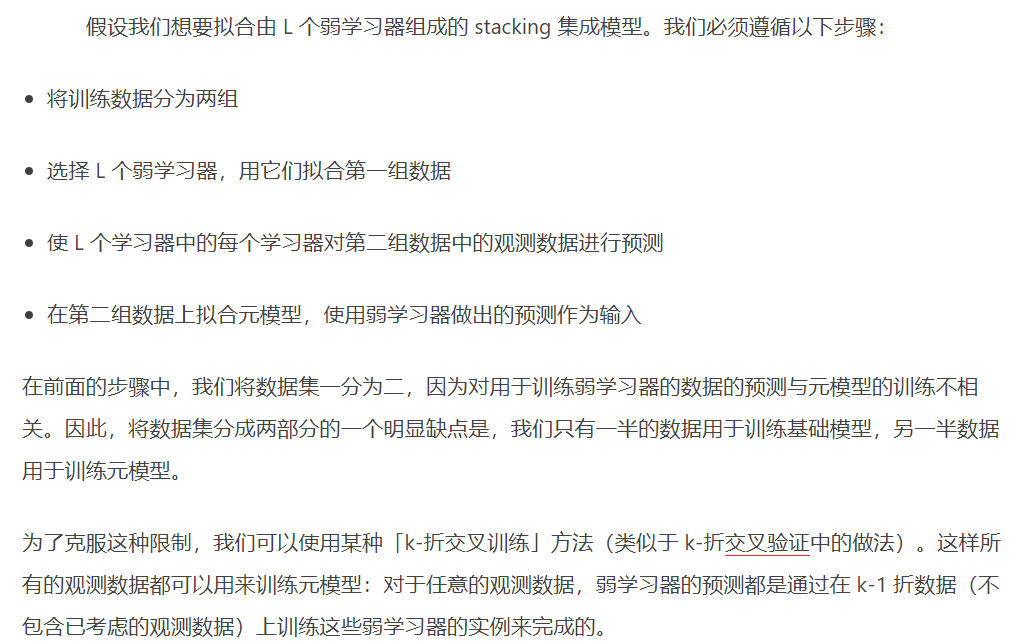 假设我们想要拟合由 L 个弱学习器组成的 stacking 集成模型。我们必须遵循以下步骤：
• 将训练数据分为两组
• 选择 L 个弱学习器，用它们拟合第一组数据
• 使 L 个学习器中的每个学习器对第二组数据中的观测数据进行预测
• 在第二组数据上拟合元模型，使用弱学习器做出的预测作为输入
在前面的步骤中，我们将数据集一分为二，因为对用于训练弱学习器的数据的预测与元模型的训练不相
关。因此，将数据集分成两部分的一个明显缺点是，我们只有一半的数据用于训练基础模型，另一半数据
用于训练元模型。
为了克服这种限制，我们可以使用某种「k-折交叉训练」方法（类似于 k-折交叉验证中的做法）。这样所
有的观测数据都可以用来训练元模型：对于任意的观测数据，弱学习器的预测都是通过在 k-1 折数据（不
包含已考虑的观测数据）上训练这些弱学习器的实例来完成的。